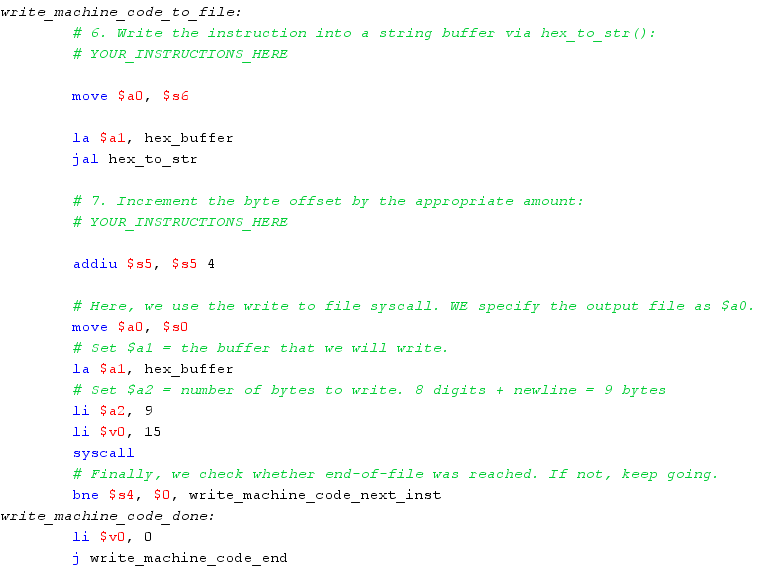 write_machine_code_to_file:
# 6. Write the instruction into a string buffer via hex_to_str():
# YOUR_INSTRUCTIONS_HERE
move $a0, $s6
la $a1, hex_buffer
jal hex_to_str
# 7. Increment the byte offset by the appropriate amount:
# YOUR_INSTRUCTIONS_HERE
addiu $s5, $s5 4
# Here, we use the write to file syscall. WE specify the output file as $a0.
move $a0, $s0
# Set $a1 = the buffer that we will write.
la $a1, hex_buffer
# Set $a2 = number of bytes to write. 8 digits + newline = 9 bytes
li $a2, 9
li $v0, 15
syscall
# Finally, we check whether end-of-file was reached. If not, keep going.
bne $s4, $0, write_machine_code_next_inst
write_machine_code_done:
li $v0, 0
j write_machine_code_end